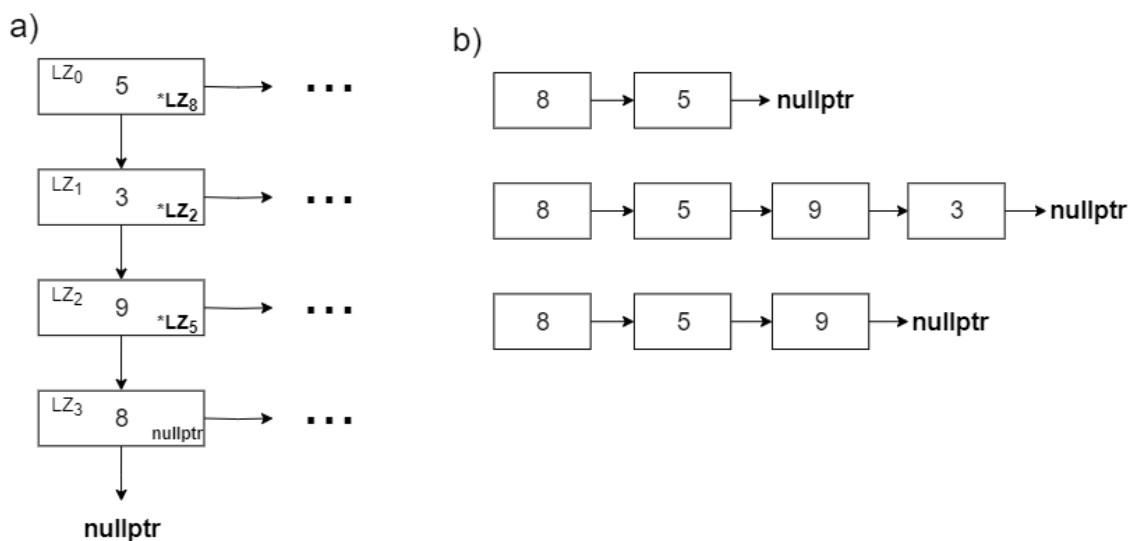 a)
LZ₀ 5 *LZ₈ ...
LZ₁ 3 *LZ₂ ...
LZ₂ 9 *LZ₅ ...
LZ₃ 8 nullptr ...
nullptr
b)
8 5 nullptr
8 5 9 3 nullptr
8 5 9 nullptr